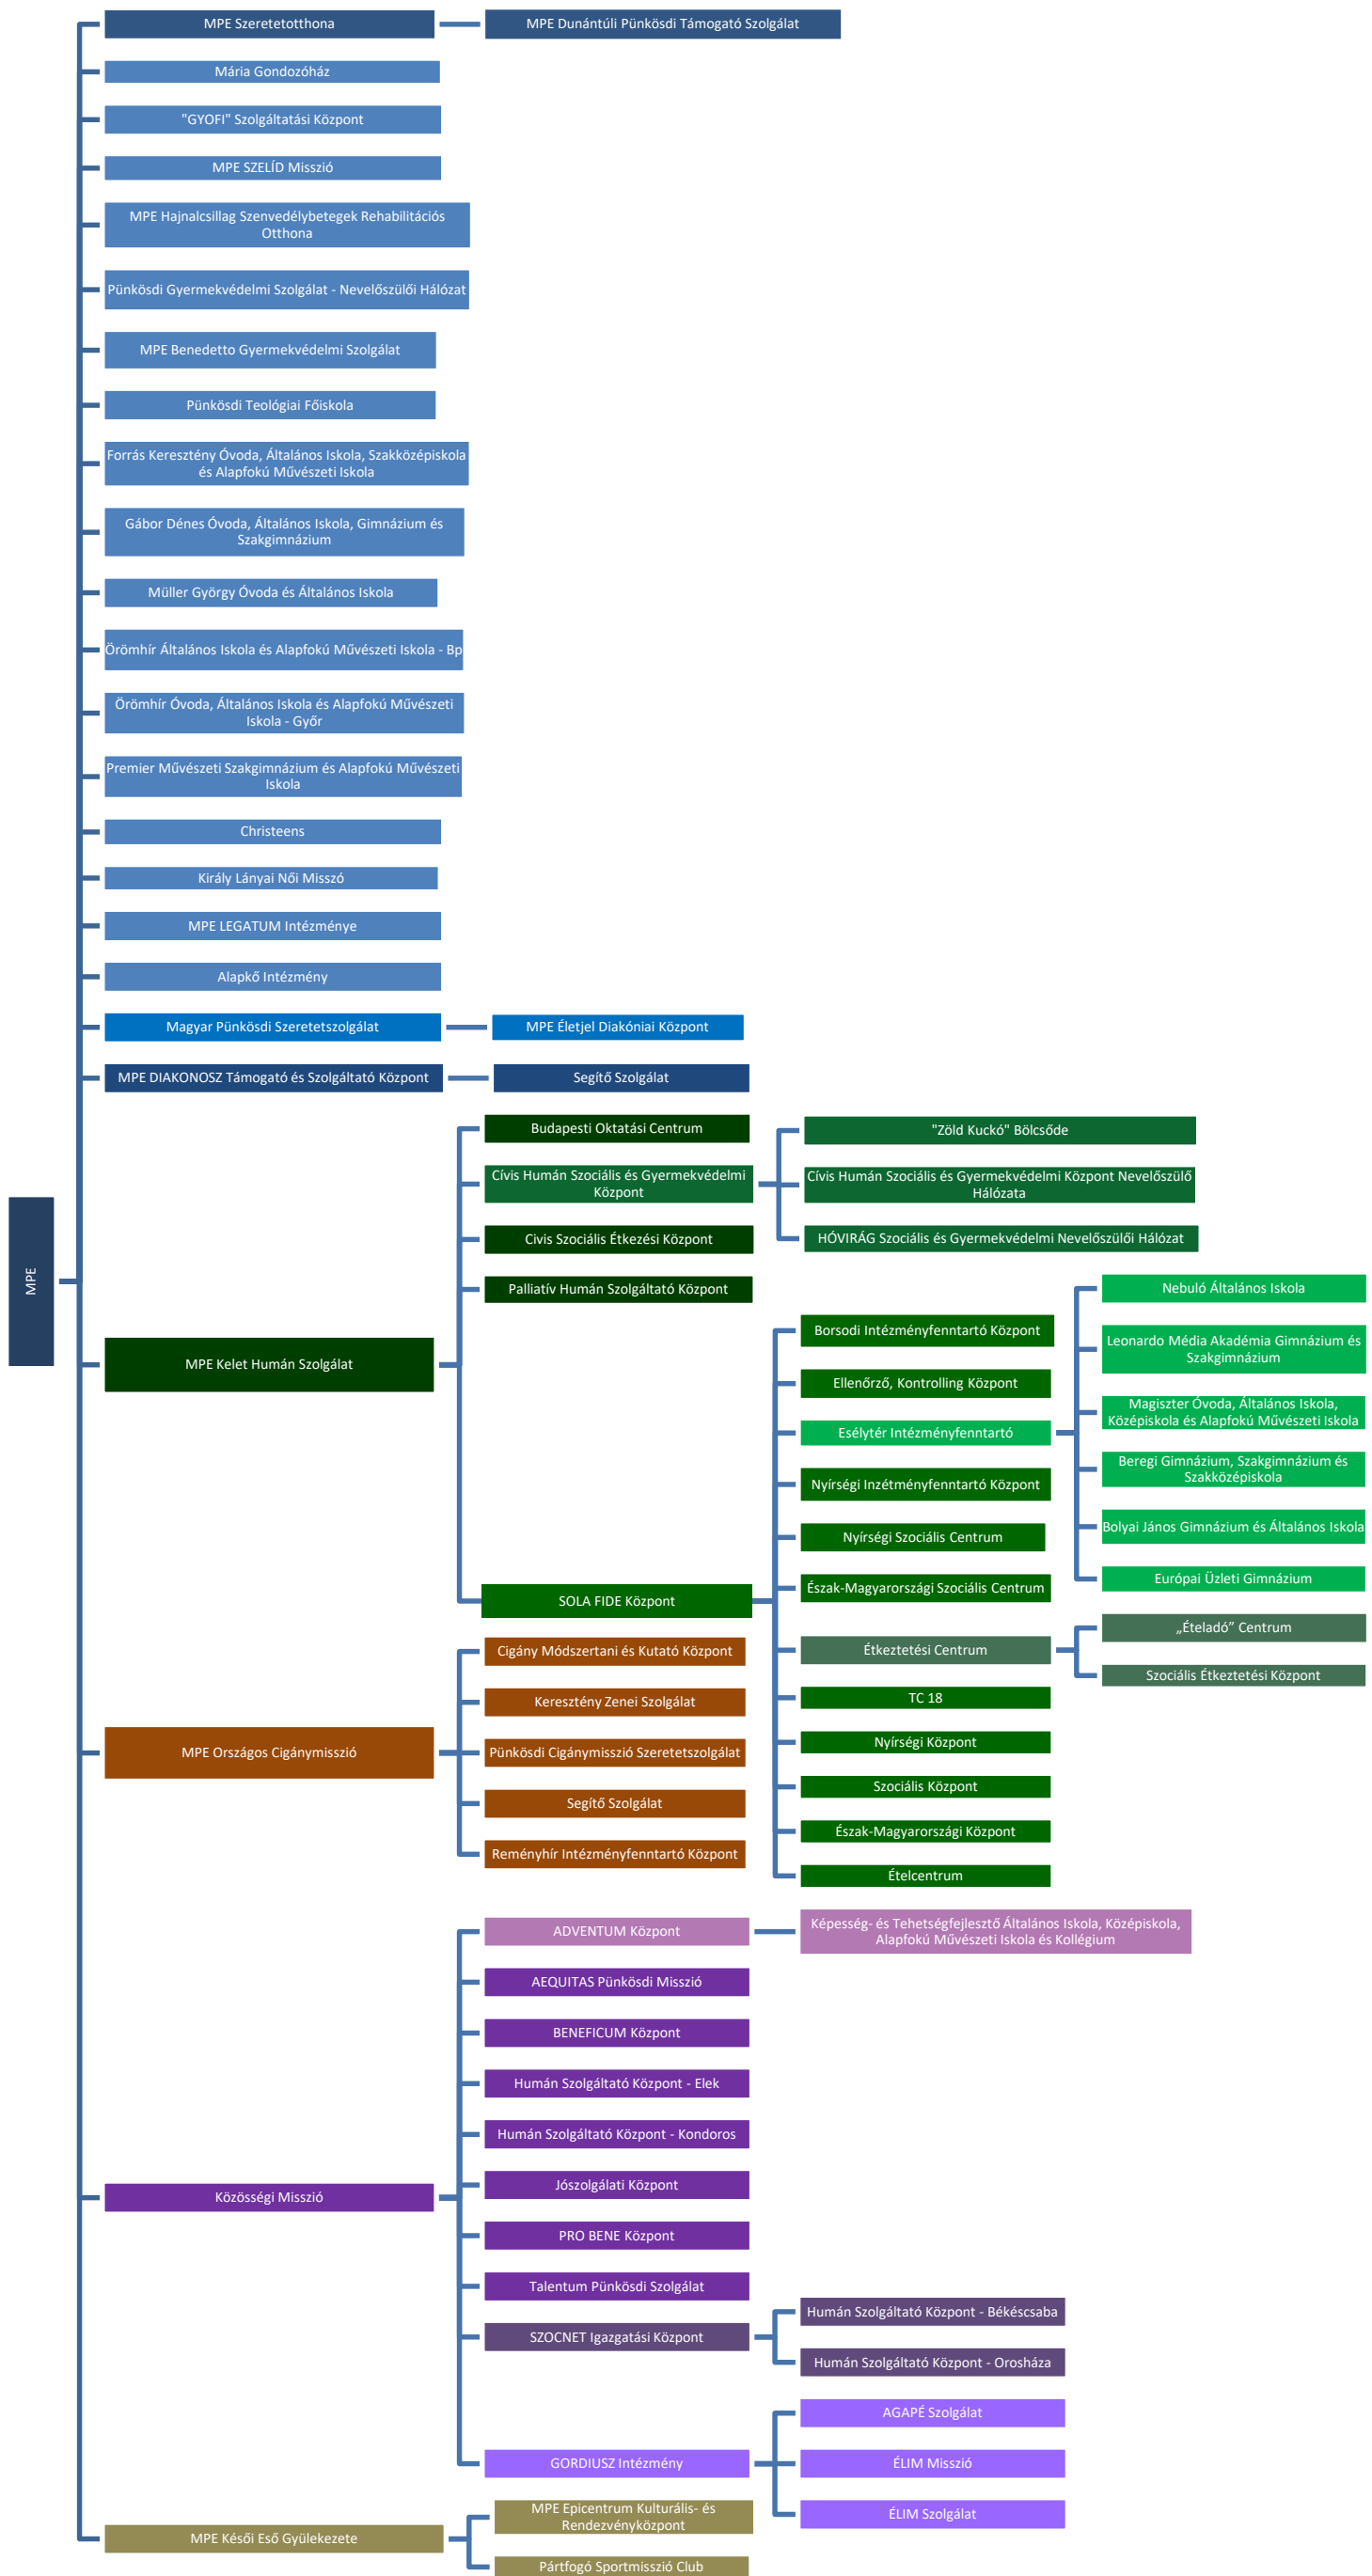 MPE
MPE Szeretetotthona
MPE Dunántúli Pünkösdi Támogató Szolgálat
Mária Gondozóház
"GYOFI" Szolgáltatási Központ
MPE SZELÍD Misszió
MPE Hajnalcsillag Szenvedélybetegek Rehabilitációs
Otthona
Pünkösdi Gyermekvédelmi Szolgálat - Nevelőszülői Hálózat
MPE Benedetto Gyermekvédelmi Szolgálat
Pünkösdi Teológiai Főiskola
Forrás Keresztény Óvoda, Általános Iskola, Szakközépiskola
és Alapfokú Művészeti Iskola
Gábor Dénes Óvoda, Általános Iskola, Gimnázium és
Szakgimnázium
Müller György Óvoda és Általános Iskola
Örömhír Általános Iskola és Alapfokú Művészeti Iskola - Bp
Örömhír Óvoda, Általános Iskola és Alapfokú Művészeti
Iskola - Győr
Premier Művészeti Szakgimnázium és Alapfokú Művészeti
Iskola
Christeens
Király Lányai Női Misszó
MPE LEGATUM Intézménye
Alapkő Intézmény
Magyar Pünkösdi Szeretetszolgálat
MPE Életjel Diakóniai Központ
MPE DIAKONOSZ Támogató és Szolgáltató Központ
Segítő Szolgálat
MPE Kelet Humán Szolgálat
Budapesti Oktatási Centrum
Cívis Humán Szociális és Gyermekvédelmi
Központ
"Zöld Kuckó" Bölcsőde
Cívis Humán Szociális és Gyermekvédelmi Központ Nevelőszülő
Hálózata
HÓVIRÁG Szociális és Gyermekvédelmi Nevelőszülői Hálózat
Civis Szociális Étkezési Központ
Palliatív Humán Szolgáltató Központ
SOLA FIDE Központ
Borsodi Intézményfenntartó Központ
Ellenőrző, Kontrolling Központ
Esélytér Intézményfenntartó
Nebuló Általános Iskola
Leonardo Média Akadémia Gimnázium és
Szakgimnázium
Magiszter Óvoda, Általános Iskola,
Középiskola és Alapfokú Művészeti Iskola
Beregi Gimnázium, Szakgimnázium és
Szakközépiskola
Bolyai János Gimnázium és Általános Iskola
Európai Üzleti Gimnázium
Nyírségi Inzétményfenntartó Központ
Nyírségi Szociális Centrum
Észak-Magyarországi Szociális Centrum
Étkeztetési Centrum
„Ételadó” Centrum
Szociális Étkeztetési Központ
TC 18
Nyírségi Központ
Szociális Központ
Észak-Magyarországi Központ
Ételcentrum
MPE Országos Cigánymisszió
Cigány Módszertani és Kutató Központ
Keresztény Zenei Szolgálat
Pünkösdi Cigánymisszió Szeretetszolgálat
Segítő Szolgálat
Reményhír Intézményfenntartó Központ
Közösségi Misszió
ADVENTUM Központ
Képesség- és Tehetségfejlesztő Általános Iskola, Középiskola,
Alapfokú Művészeti Iskola és Kollégium
AEQUITAS Pünkösdi Misszió
BENEFICUM Központ
Humán Szolgáltató Központ - Elek
Humán Szolgáltató Központ - Kondoros
Jószolgálati Központ
PRO BENE Központ
Talentum Pünkösdi Szolgálat
SZOCNET Igazgatási Központ
Humán Szolgáltató Központ - Békéscsaba
Humán Szolgáltató Központ - Orosháza
GORDIUSZ Intézmény
AGAPÉ Szolgálat
ÉLIM Misszió
ÉLIM Szolgálat
MPE Késői Eső Gyülekezete
MPE Epicentrum Kulturális- és
Rendezvényközpont
Pártfogó Sportmisszió Club